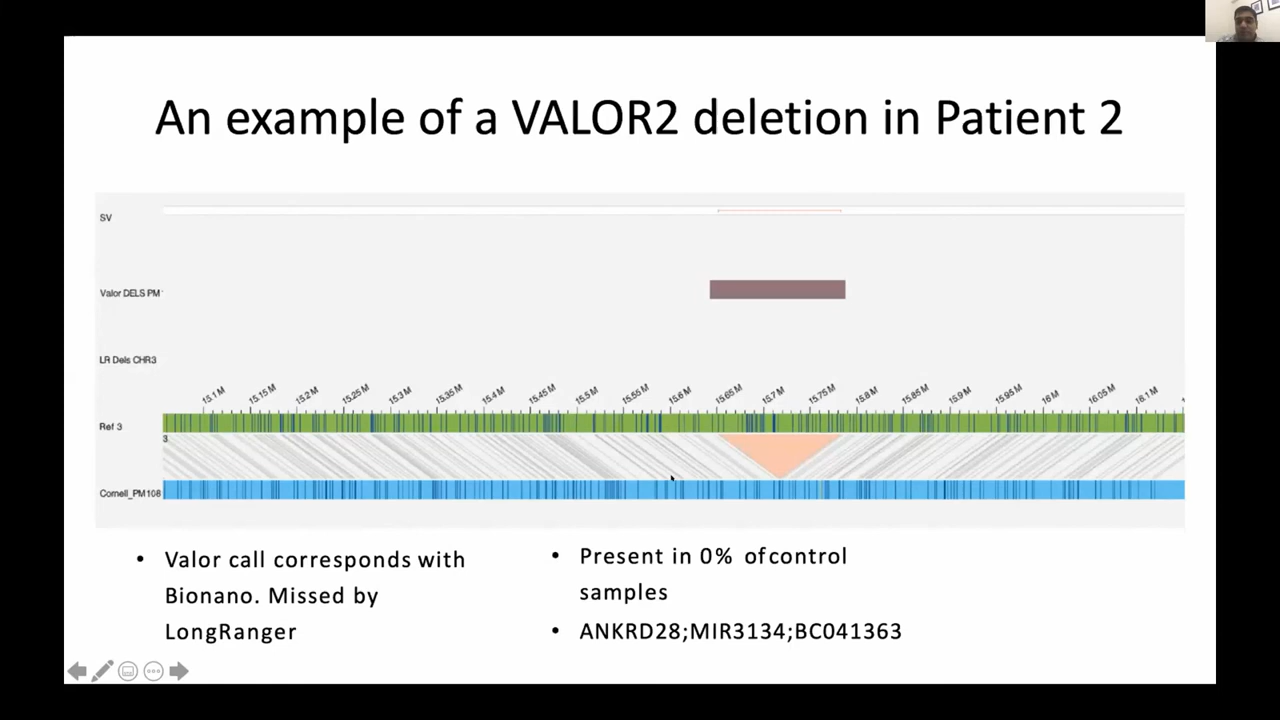 An example of a VALOR2 deletion in Patient 2
SV
Valor DELS PM
LR Dels CHR3
15.1 M 15.15 M 15.2 M 15.25 M 15.3 M 15.35 M 15.4 M 15.45 M 15.5 M 15.55 M 15.6 M 15.65 M 15.7 M 15.75 M 15.8 M 15.85 M 15.9 M 15.95 M 16 M 16.05 M 16.1 M
Ref 3
3
Cornell_PM108
• Valor call corresponds with
Bionano. Missed by
LongRanger
• Present in 0% of control
samples
• ANKRD28;MIR3134;BC041363